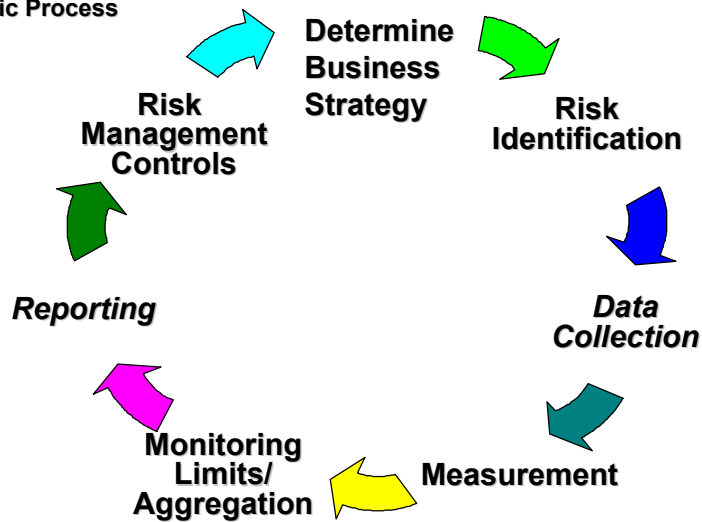 ic Process
Determine
Business
Strategy
Risk
Identification
Data
Collection
Measurement
Monitoring
Limits/
Aggregation
Reporting
Risk
Management
Controls